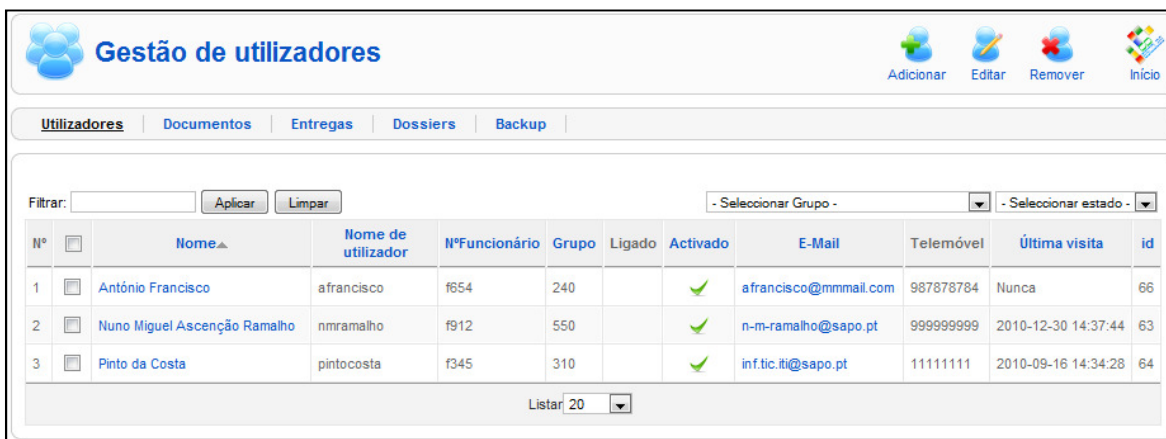 Gestão de utilizadores
Adicionar Editar Remover Início
Utilizadores Documentos Entregas Dossiers Backup
Filtrar: Aplicar Limpar - Seleccionar Grupo - - Seleccionar estado -
Nº Nome Nome de utilizador NºFuncionário Grupo Ligado Activado E-Mail Telemóvel Última visita id
1 António Francisco afrancisco f654 240 afrancisco@mmmail.com 987878784 Nunca 66
2 Nuno Miguel Ascenção Ramalho nmramalho f912 550 n-m-ramalho@sapo.pt 999999999 2010-12-30 14:37:44 63
3 Pinto da Costa pintocosta f345 310 inf.tic.iti@sapo.pt 11111111 2010-09-16 14:34:28 64
Listar 20